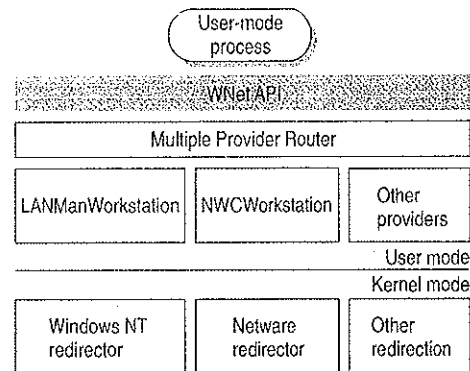 User-mode
process
WNet API
Multiple Provider Router
LANManWorkstation
NWCWorkstation
Other
providers
User mode
Kernel mode
Windows NT
redirector
Netware
redirector
Other
redirection